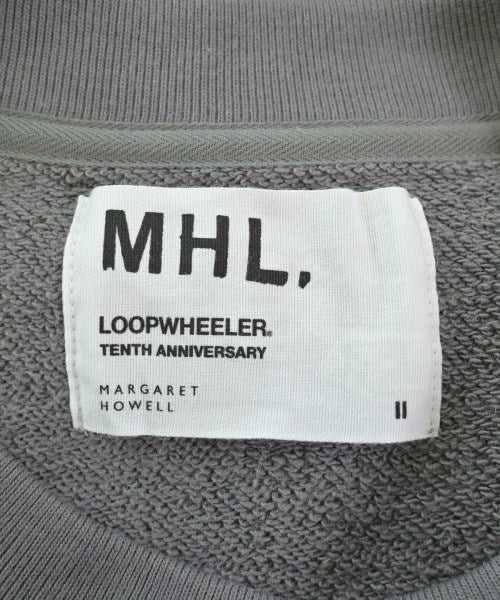 MHL.
LOOPWHEELER®
TENTH ANNIVERSARY
MARGARET
HOWELL
II